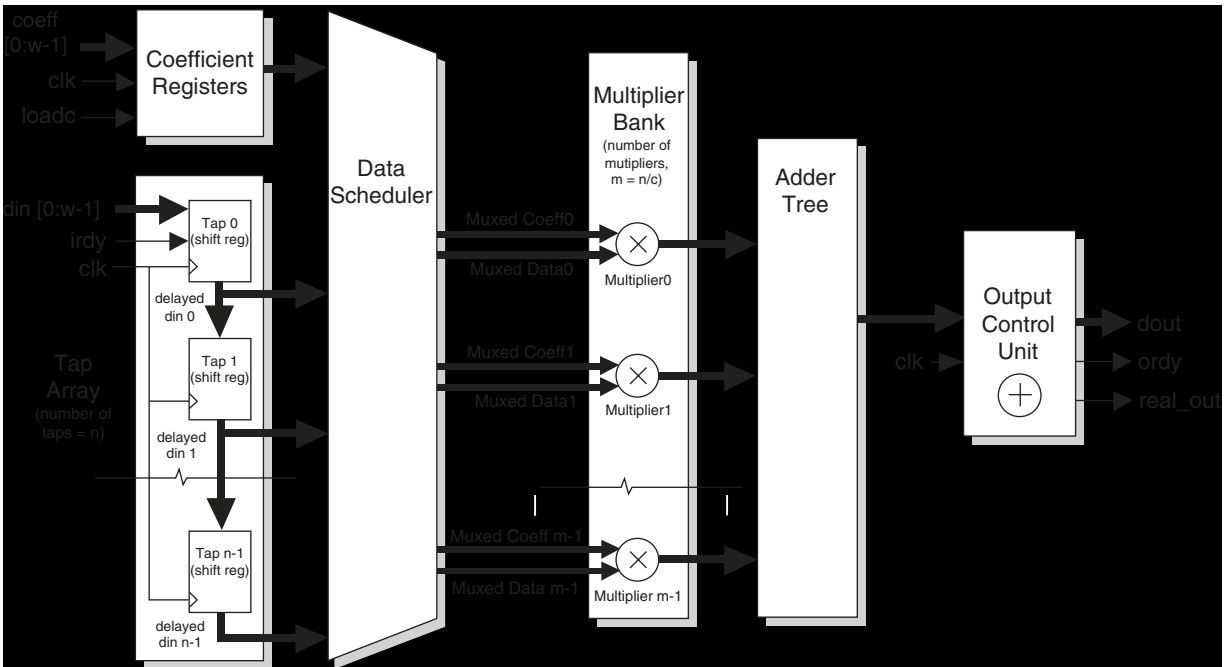 coeff
[0:w-1]
clk
loadc
Coefficient
Registers
din [0:w-1]
irdy
clk
Tap 0
(shift reg)
delayed
din 0
Tap
Array
(number of
taps = n)
Tap 1
(shift reg)
delayed
din 1
Tap n-1
(shift reg)
delayed
din n-1
Data
Scheduler
Muxed Coeff0
Muxed Data0
Muxed Coeff1
Muxed Data1
Muxed Coeff m-1
Muxed Data m-1
Multiplier
Bank
(number of
mutipliers,
m = n/c)
Multiplier0
Multiplier1
Multiplier m-1
Adder
Tree
clk
Output
Control
Unit
dout
ordy
real_out